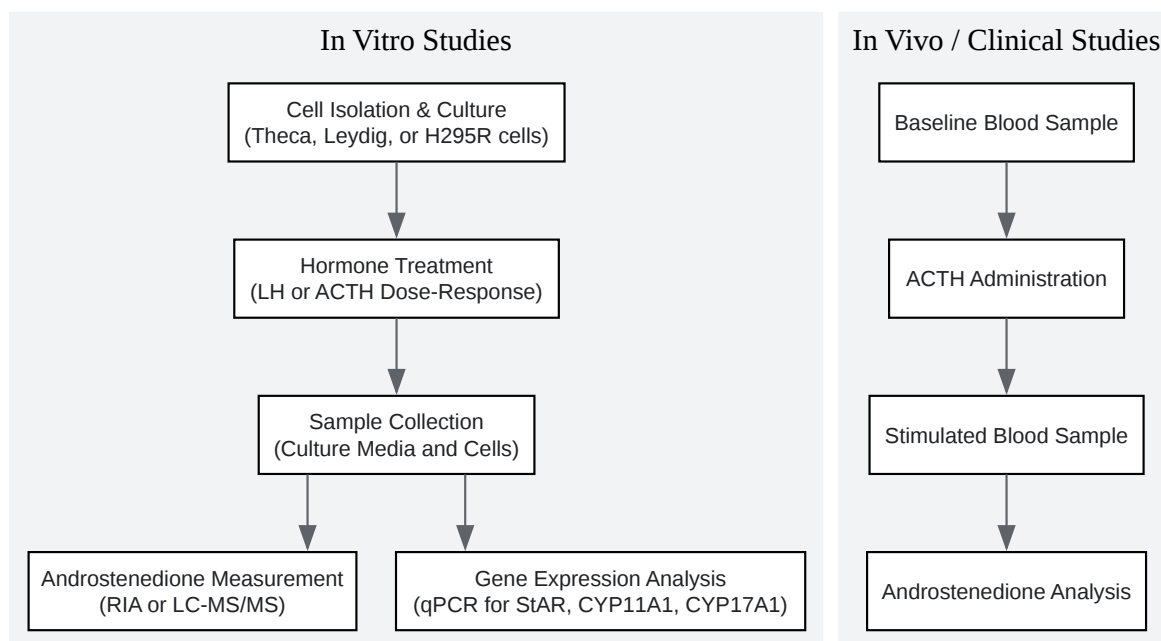 In Vitro Studies
Cell Isolation & Culture
(Theca, Leydig, or H295R cells)
Hormone Treatment
(LH or ACTH Dose-Response)
Sample Collection
(Culture Media and Cells)
Androstenedione Measurement
(RIA or LC-MS/MS)
Gene Expression Analysis
(qPCR for StAR, CYP11A1, CYP17A1)
In Vivo / Clinical Studies
Baseline Blood Sample
ACTH Administration
Stimulated Blood Sample
Androstenedione Analysis